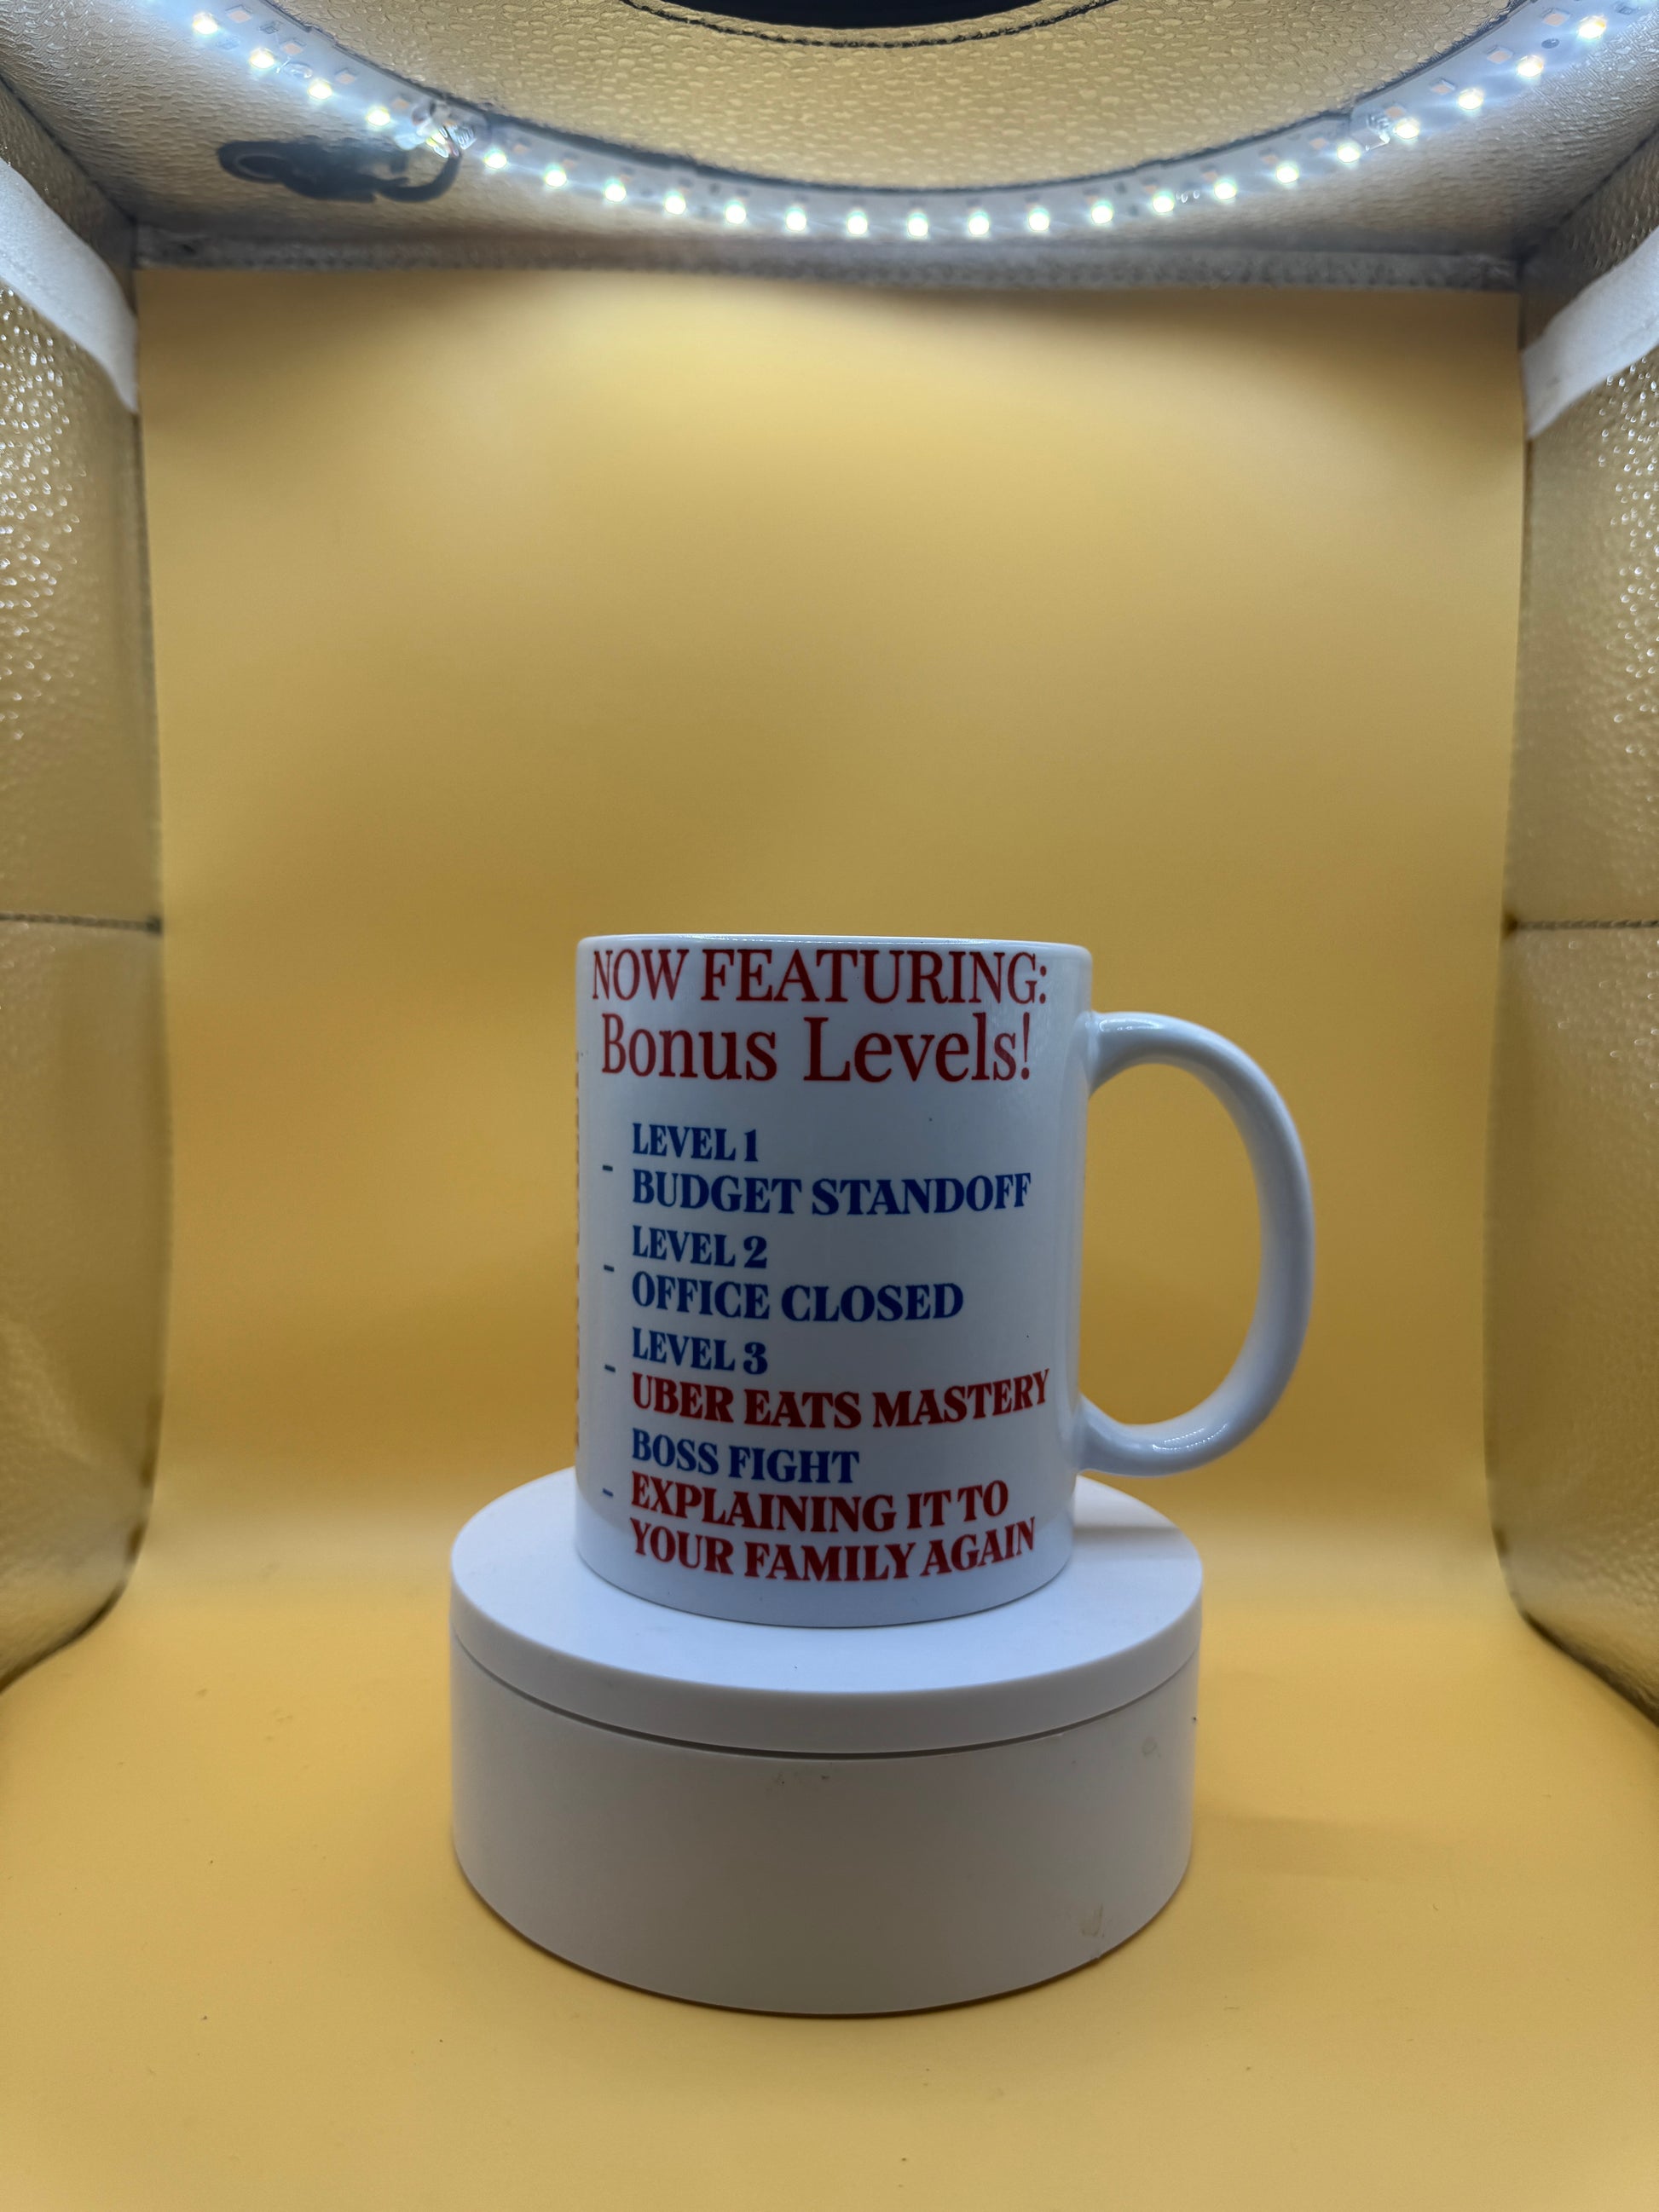 NOW FEATURING:
Bonus Levels!
LEVEL 1
- BUDGET STANDOFF
LEVEL 2
- OFFICE CLOSED
LEVEL 3
- UBER EATS MASTERY
BOSS FIGHT
- EXPLAINING IT TO
YOUR FAMILY AGAIN